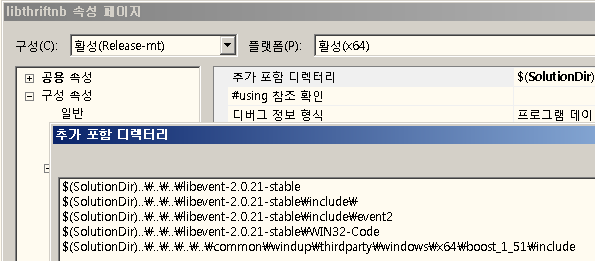 libthriftnb 속성 페이지
구성(C): 활성(Release-mt) 플랫폼(P): 활성(x64)
공용 속성
구성 속성
일반
추가 포함 디렉터리 $(SolutionDir)
#using 참조 확인
디버그 정보 형식 프로그램 데이
추가 포함 디렉터리
$(SolutionDir)..₩..₩..₩libevent-2.0.21-stable
$(SolutionDir)..₩..₩..₩libevent-2.0.21-stable₩include₩
$(SolutionDir)..₩..₩..₩libevent-2.0.21-stable₩include₩event2
$(SolutionDir)..₩..₩..₩libevent-2.0.21-stable₩WIN32-Code
$(SolutionDir)..₩..₩..₩..₩..₩common₩windup₩thirdparty₩windows₩x64₩boost_1_51₩include